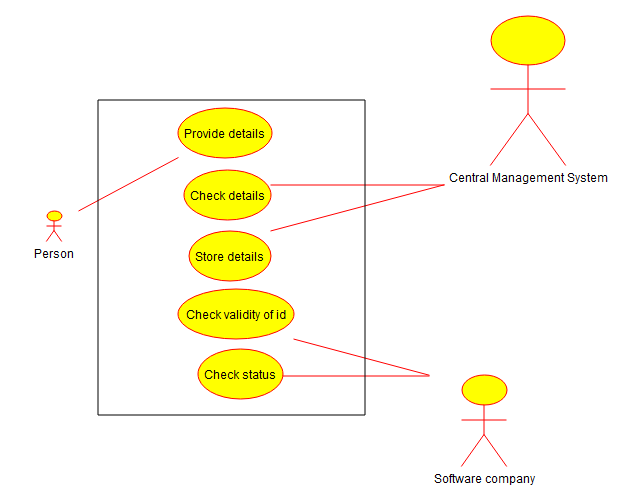 Provide details
Check details
Central Management System
Person
Store details
Check validity of id
Check status
Software company